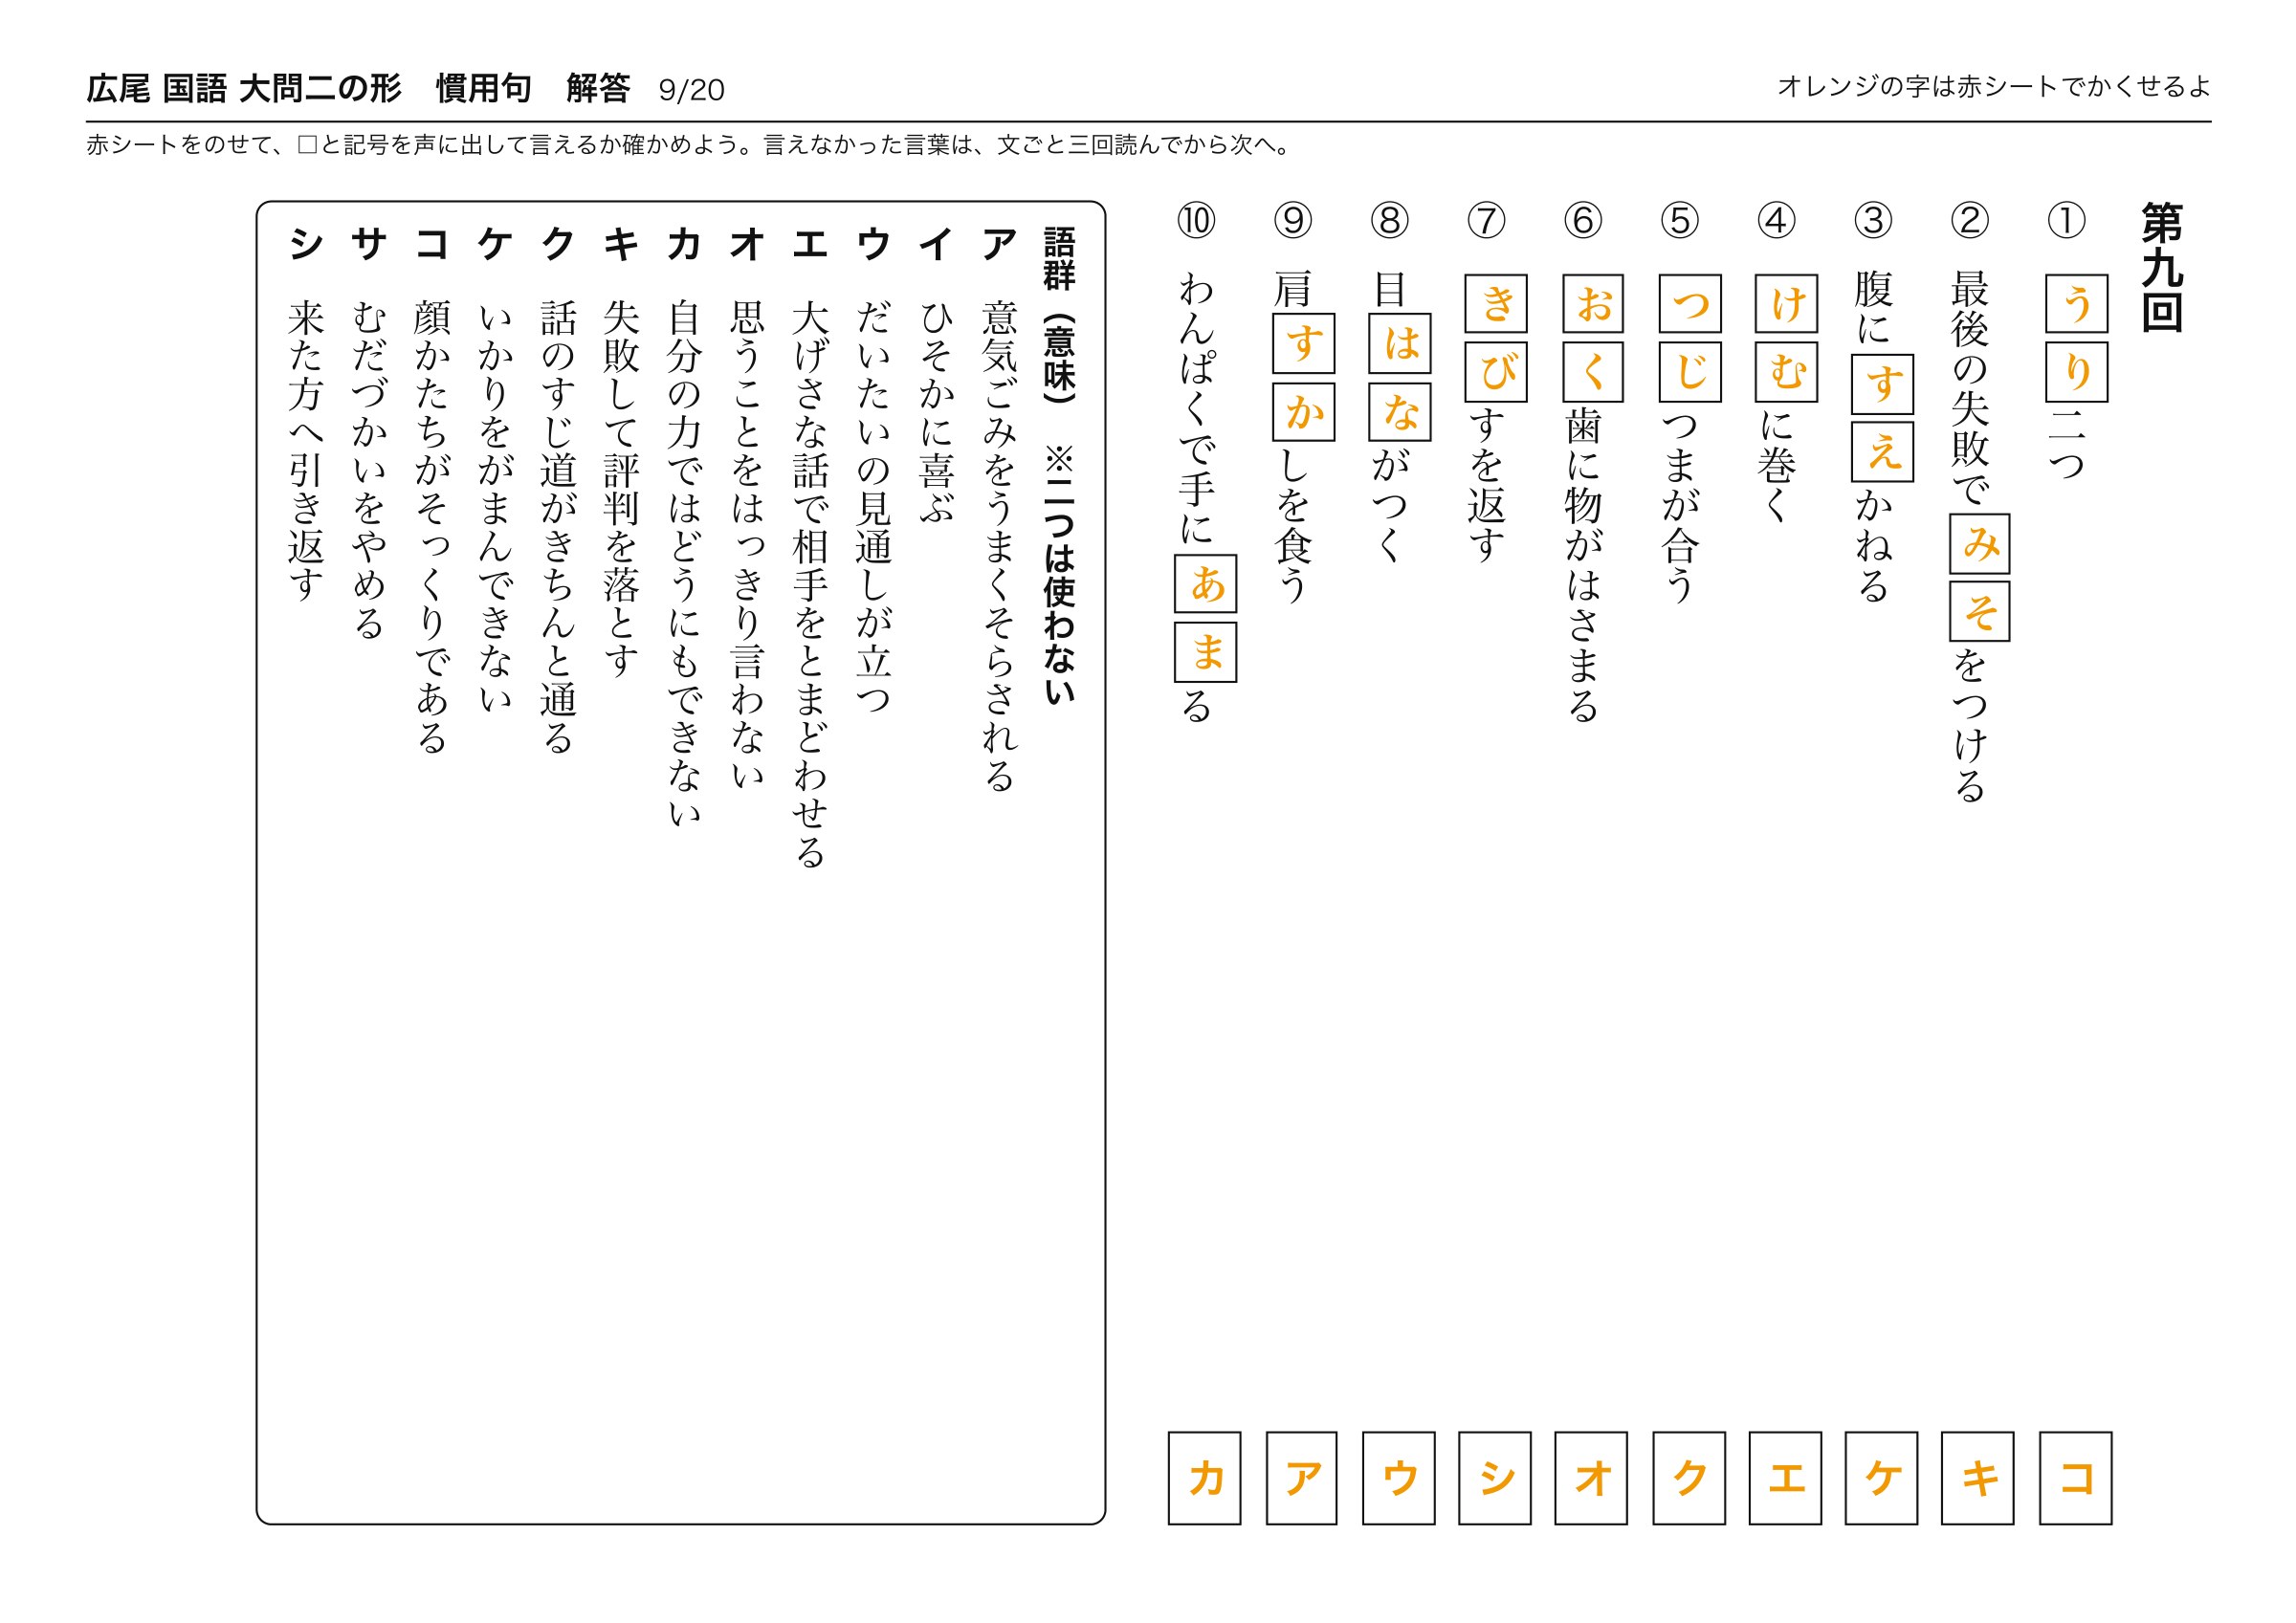 広尾 国語 大問二の形　慣用句　解答　9/20
オレンジの字は赤シートでかくせるよ
赤シートをのせて、□と記号を声に出して言えるか確かめよう。言えなかった言葉は、文ごと三回読んでから次へ。
第九回
① うり二つ　コ
② 最後の失敗でみそをつける　キ
③ 腹にすえかねる　ケ
④ けむに巻く　エ
⑤ つじつまが合う　ク
⑥ おく歯に物がはさまる　オ
⑦ きびすを返す　シ
⑧ 目はながつく　ウ
⑨ 肩すかしを食う　ア
⑩ わんぱくで手にあまる　カ
語群（意味）　※二つは使わない
ア　意気ごみをうまくそらされる
イ　ひそかに喜ぶ
ウ　だいたいの見通しが立つ
エ　大げさな話で相手をとまどわせる
オ　思うことをはっきり言わない
カ　自分の力ではどうにもできない
キ　失敗して評判を落とす
ク　話のすじ道がきちんと通る
ケ　いかりをがまんできない
コ　顔かたちがそっくりである
サ　むだづかいをやめる
シ　来た方へ引き返す